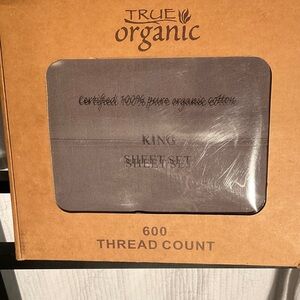 TRUE
organic
Certified 100% pure organic cotton
KING
SHEET SET
600
THREAD COUNT